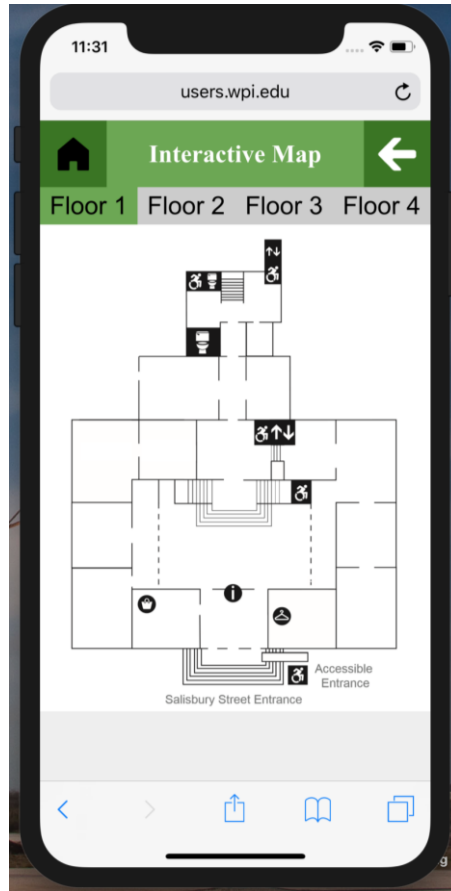 11:31
users.wpi.edu
Interactive Map
Floor 1 Floor 2 Floor 3 Floor 4
i
Accessible
Entrance
Salisbury Street Entrance
g